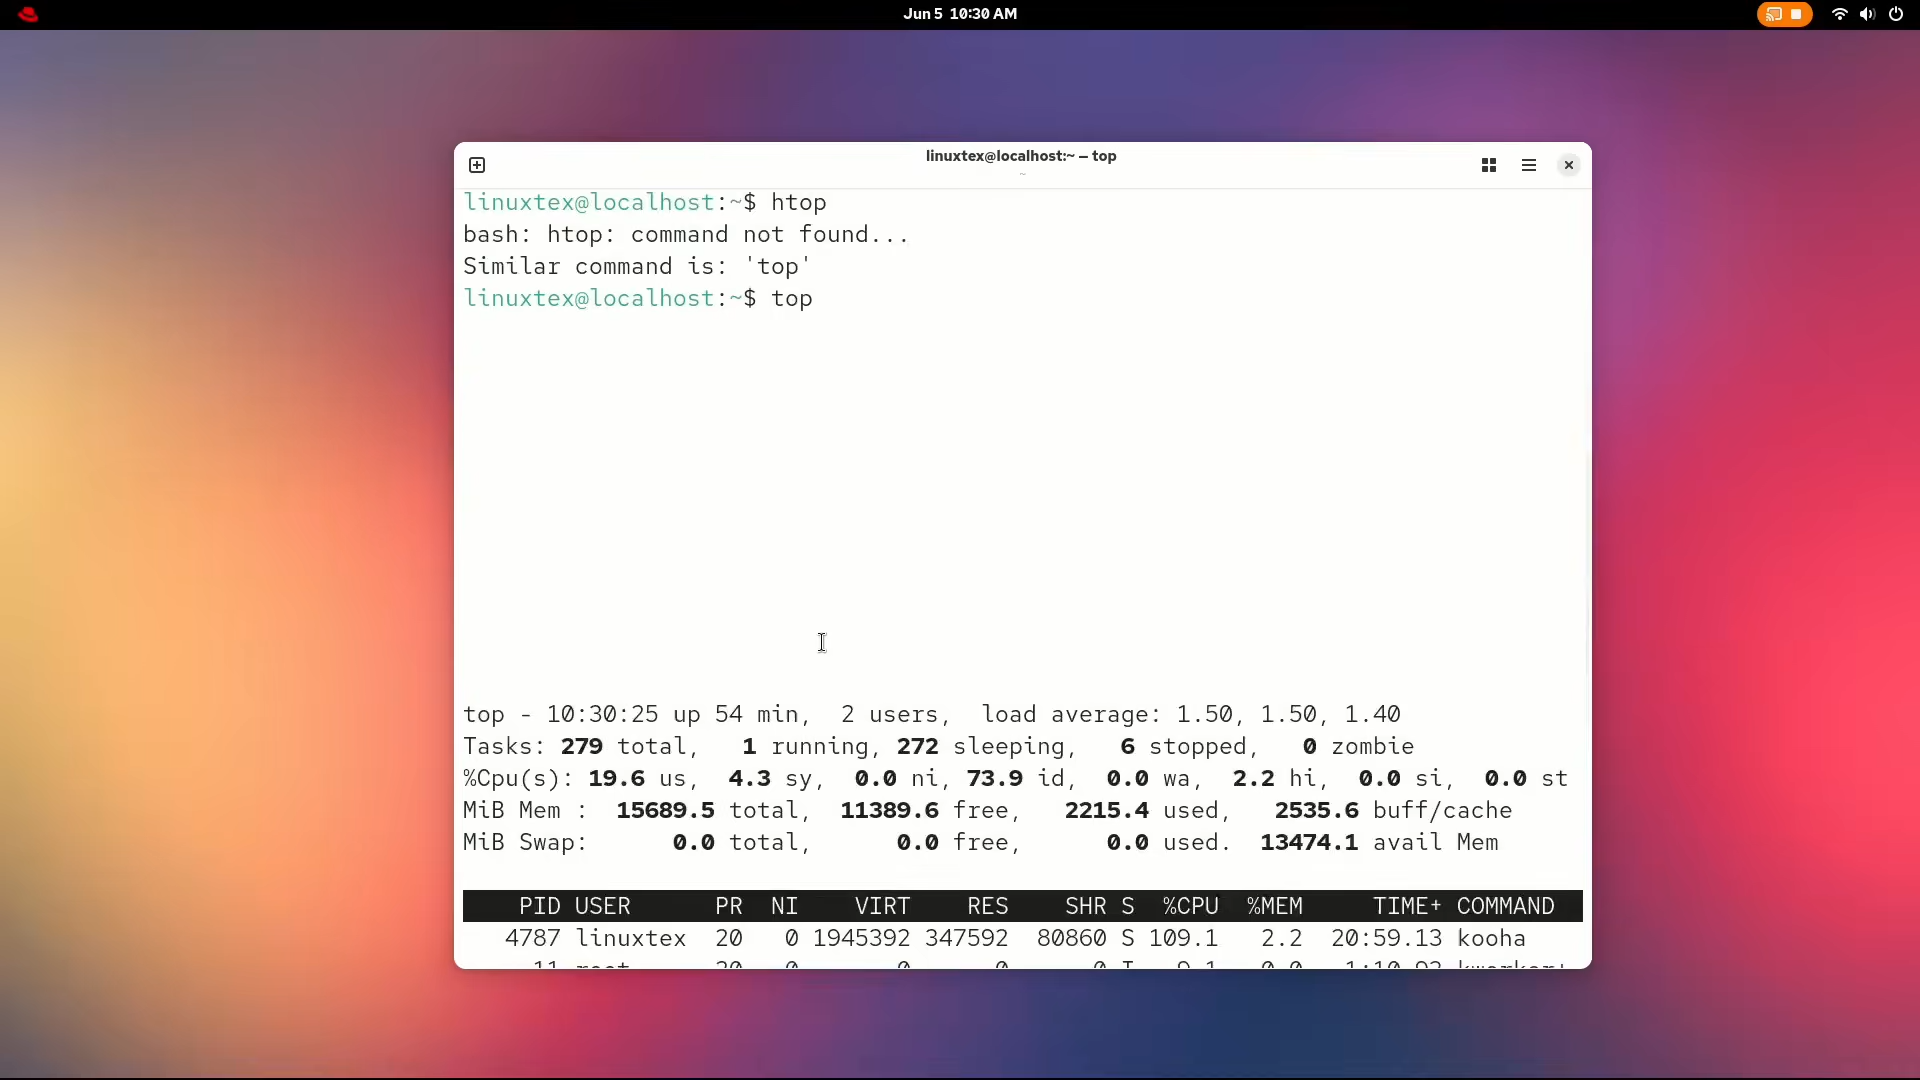 Jun 5 10:30 AM
linuxtex@localhost:~ — top
~
linuxtex@localhost:~$ htop
bash: htop: command not found...
Similar command is: 'top'
linuxtex@localhost:~$ top
top - 10:30:25 up 54 min,  2 users,  load average: 1.50, 1.50, 1.40
Tasks: 279 total,   1 running, 272 sleeping,   6 stopped,   0 zombie
%Cpu(s): 19.6 us,  4.3 sy,  0.0 ni, 73.9 id,  0.0 wa,  2.2 hi,  0.0 si,  0.0 st
MiB Mem :  15689.5 total,  11389.6 free,   2215.4 used,   2535.6 buff/cache
MiB Swap:      0.0 total,      0.0 free,      0.0 used.  13474.1 avail Mem
PID USER      PR  NI    VIRT    RES    SHR S  %CPU  %MEM     TIME+ COMMAND
4787 linuxtex  20   0 1945392 347592  80860 S 109.1   2.2  20:59.13 kooha